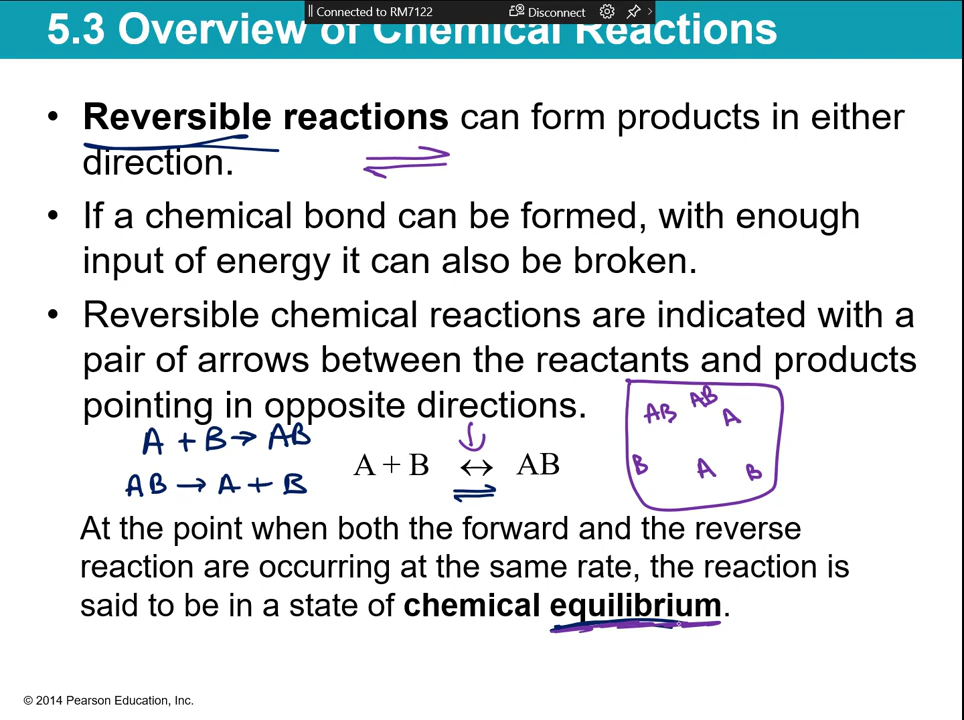 Connected to RM7122 Disconnect
5.3 Overview of Chemical Reactions
• Reversible reactions can form products in either
direction.
• If a chemical bond can be formed, with enough
input of energy it can also be broken.
• Reversible chemical reactions are indicated with a
pair of arrows between the reactants and products
pointing in opposite directions.
AB AB A
A + B → AB
A + B ↔ AB
B A B
AB → A + B
At the point when both the forward and the reverse
reaction are occurring at the same rate, the reaction is
said to be in a state of chemical equilibrium.
© 2014 Pearson Education, Inc.